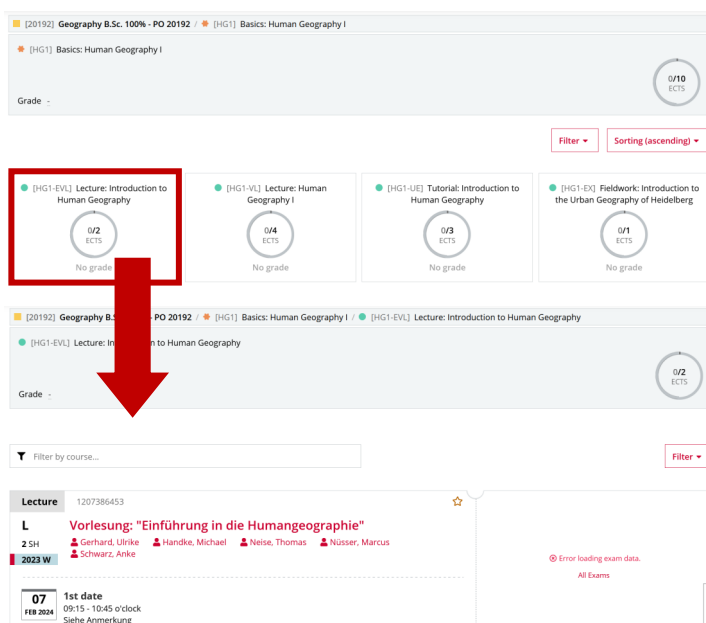 [20192] Geography B.Sc. 100% - PO 20192 / [HG1] Basics: Human Geography I
[HG1] Basics: Human Geography I
0/10
ECTS
Grade -
Filter
Sorting (ascending)
[HG1-EVL] Lecture: Introduction to
Human Geography
0/2
ECTS
No grade
[HG1-VL] Lecture: Human
Geography I
0/4
ECTS
No grade
[HG1-UE] Tutorial: Introduction to
Human Geography
0/3
ECTS
No grade
[HG1-EX] Fieldwork: Introduction to
the Urban Geography of Heidelberg
0/1
ECTS
No grade
[20192] Geography B. PO 20192 / [HG1] Basics: Human Geography I / [HG1-EVL] Lecture: Introduction to Human Geography
[HG1-EVL] Lecture: In to Human Geography
0/2
ECTS
Grade -
Filter by course...
Filter
Lecture 1207386453
L Vorlesung: "Einführung in die Humangeographie"
2 SH Gerhard, Ulrike Handke, Michael Neise, Thomas Nüsser, Marcus
2023 W Schwarz, Anke
Error loading exam data.
All Exams
07
FEB 2024
1st date
09:15 - 10:45 o'clock
Siehe Anmerkung